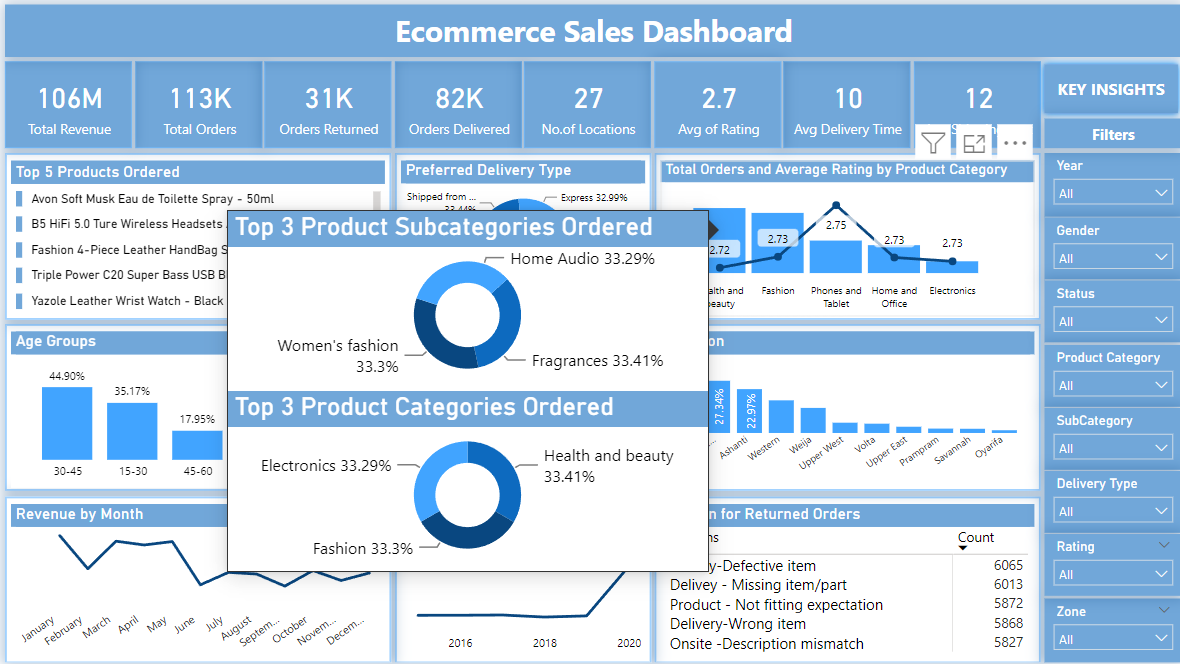 Ecommerce Sales Dashboard
106M
Total Revenue
113K
Total Orders
31K
Orders Returned
82K
Orders Delivered
27
No.of Locations
2.7
Avg of Rating
10
Avg Delivery Time
12
KEY INSIGHTS
Filters
Year
All
Gender
All
Status
All
Product Category
All
SubCategory
All
Delivery Type
All
Rating
All
Zone
All
Top 5 Products Ordered
Avon Soft Musk Eau de Toilette Spray - 50ml
B5 HiFi 5.0 Ture Wireless Headsets
Fashion 4-Piece Leather HandBag S
Triple Power C20 Super Bass USB B
Yazole Leather Wrist Watch - Black
Preferred Delivery Type
Shipped from ...
33.44%
Express 32.99%
Total Orders and Average Rating by Product Category
2.72
2.73
2.75
2.73
2.73
alth and
beauty
Fashion
Phones and
Tablet
Home and
Office
Electronics
Top 3 Product Subcategories Ordered
Home Audio 33.29%
Women's fashion
33.3%
Fragrances 33.41%
Top 3 Product Categories Ordered
Electronics 33.29%
Health and beauty
33.41%
Fashion 33.3%
Age Groups
44.90%
35.17%
17.95%
30-45
15-30
45-60
on
27.34%
22.97%
...
Ashanti
Western
Weija
Upper West
Volta
Upper East
Prampram
Savannah
Oyarifa
Revenue by Month
January
February
March
April
May
June
July
August
Septem...
October
Novem...
Decem...
2016
2018
2020
n for Returned Orders
ns
Count
y-Defective item
6065
Delivey - Missing item/part
6013
Product - Not fitting expectation
5872
Delivery-Wrong item
5868
Onsite -Description mismatch
5827